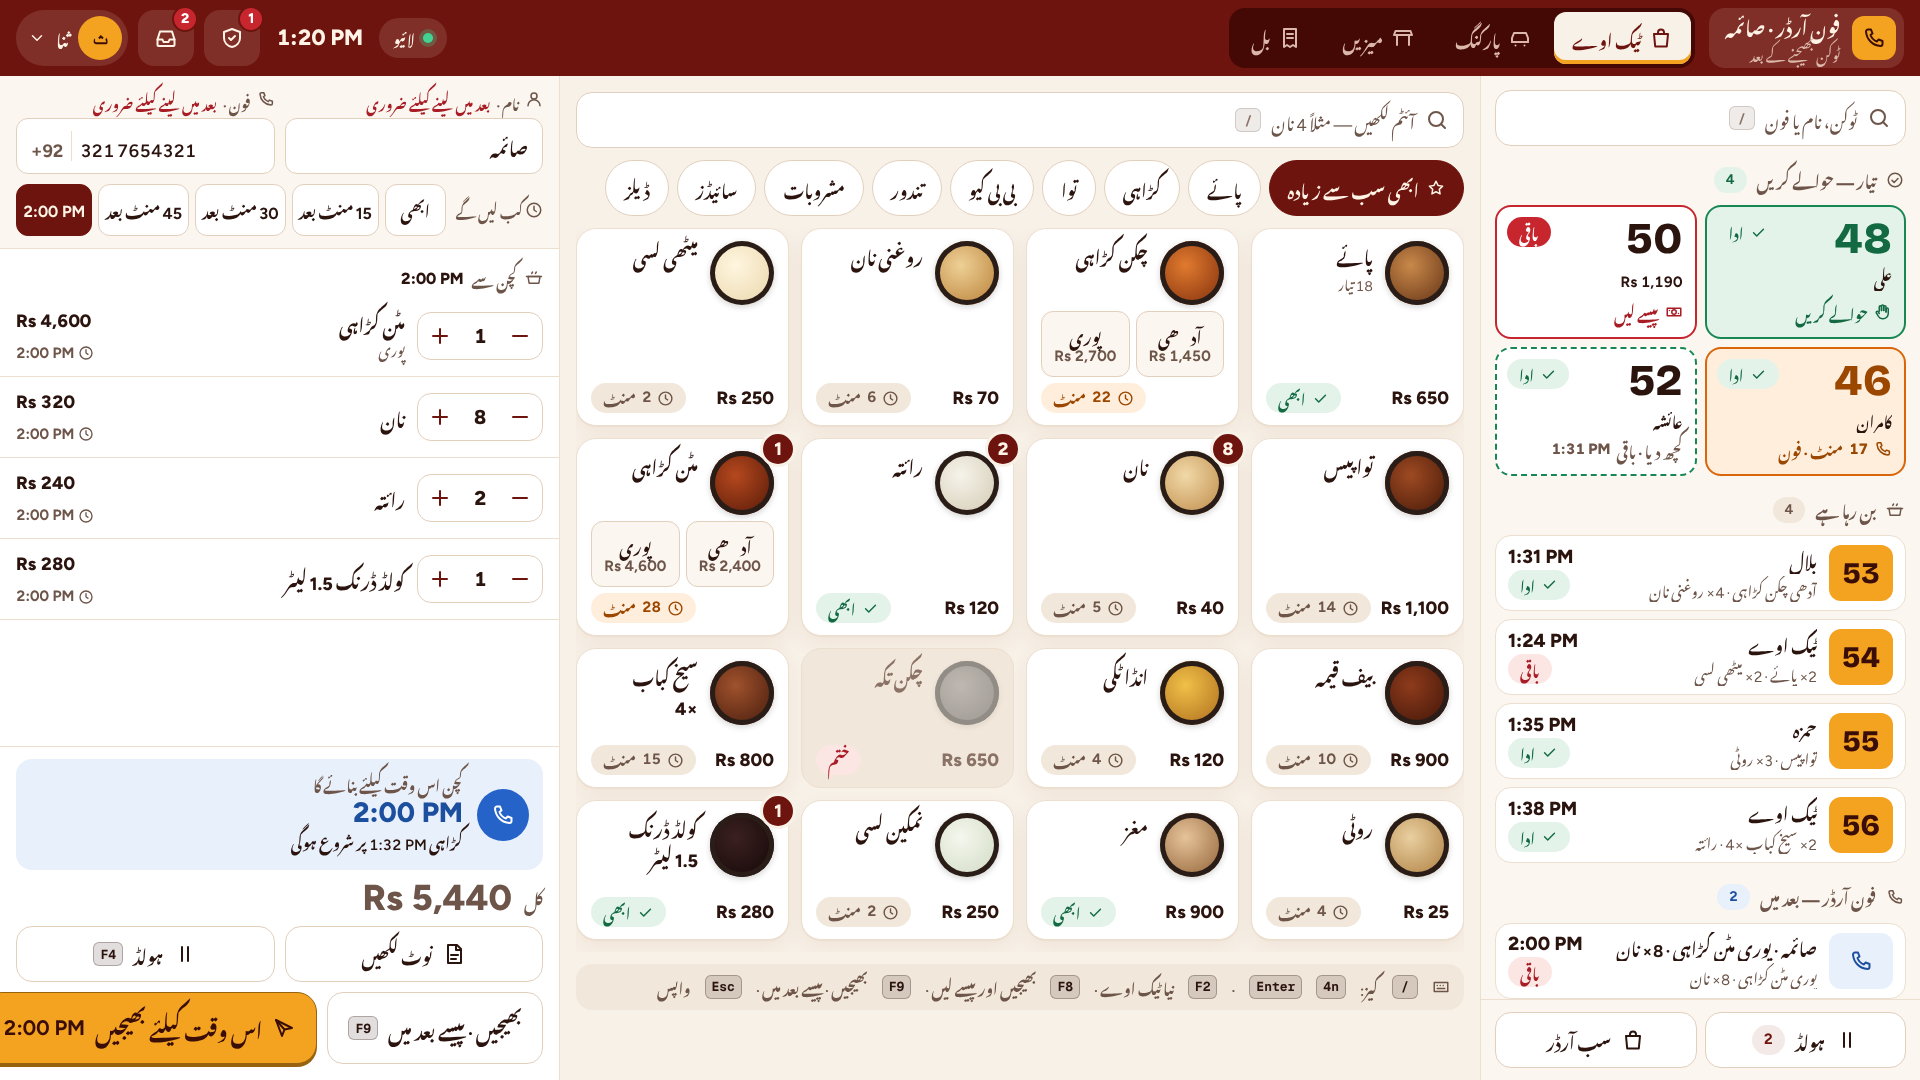 فون آرڈر · صائمہ
ٹوکن بھیجنے کے بعد
ٹیک اوے
پارکنگ
میزیں
بل
لائیو
1:20 PM
1
2
ث
ثنا
ٹوکن، نام یا فون /
تیار — حوالے کریں 4
48
ادا
علی
حوالے کریں
50
باقی
Rs 1,190
پیسے لیں
46
ادا
کامران
17 منٹ · فون
52
ادا
عائشہ
کچھ دیا · باقی 1:31 PM
بن رہا ہے 4
53
بلال
آدھی چکن کڑاہی · 4× روغنی نان
1:31 PM
ادا
54
ٹیک اوے
2× پائے · 2× میٹھی لسی
1:24 PM
باقی
55
حمزہ
توا پیس · 3× روٹی
1:35 PM
ادا
56
ٹیک اوے
2× سیخ کباب 4× · رائتہ
1:38 PM
ادا
فون آرڈر — بعد میں 2
صائمہ · پوری مٹن کڑاہی · 8× نان
پوری مٹن کڑاہی · 8× نان
2:00 PM
باقی
ہولڈ 2
سب آرڈر
آئٹم لکھیں — مثلاً 4 نان /
ابھی سب سے زیادہ
پائے
کڑاہی
توا
بی بی کیو
تندور
مشروبات
سائیڈز
ڈیلز
پائے
18 تیار
Rs 650
ابھی
چکن کڑاہی
آدھی
Rs 1,450
پوری
Rs 2,700
22 منٹ
روغنی نان
Rs 70
6 منٹ
میٹھی لسی
Rs 250
2 منٹ
توا پیس
Rs 1,100
14 منٹ
8
نان
Rs 40
5 منٹ
2
رائتہ
Rs 120
ابھی
1
مٹن کڑاہی
آدھی
Rs 2,400
پوری
Rs 4,600
28 منٹ
بیف قیمہ
Rs 900
10 منٹ
انڈا ٹکی
Rs 120
4 منٹ
چکن تکہ
Rs 650
ختم
سیخ کباب
4×
Rs 800
15 منٹ
روٹی
Rs 25
4 منٹ
مغز
Rs 900
ابھی
نمکین لسی
Rs 250
2 منٹ
1
کولڈ ڈرنک
1.5 لیٹر
Rs 280
ابھی
/ کیز: 4n Enter · F2 نیا ٹیک اوے · F8 بھیجیں اور پیسے لیں · F9 بھیجیں · پیسے بعد میں · Esc واپس
نام · بعد میں لینے کیلئے ضروری
صائمہ
فون · بعد میں لینے کیلئے ضروری
+92 321 7654321
کب لیں گے
ابھی
15 منٹ بعد
30 منٹ بعد
45 منٹ بعد
2:00 PM
کچن سے 2:00 PM
− 1 +
مٹن کڑاہی
پوری
Rs 4,600
2:00 PM
− 8 +
نان
Rs 320
2:00 PM
− 2 +
رائتہ
Rs 240
2:00 PM
− 1 +
کولڈ ڈرنک 1.5 لیٹر
Rs 280
2:00 PM
کچن اس وقت کیلئے بنائے گا
2:00 PM
کڑاہی 1:32 PM پر شروع ہوگی
کل Rs 5,440
نوٹ لکھیں
ہولڈ F4
بھیجیں · پیسے بعد میں F9
اس وقت کیلئے بھیجیں 2:00 PM